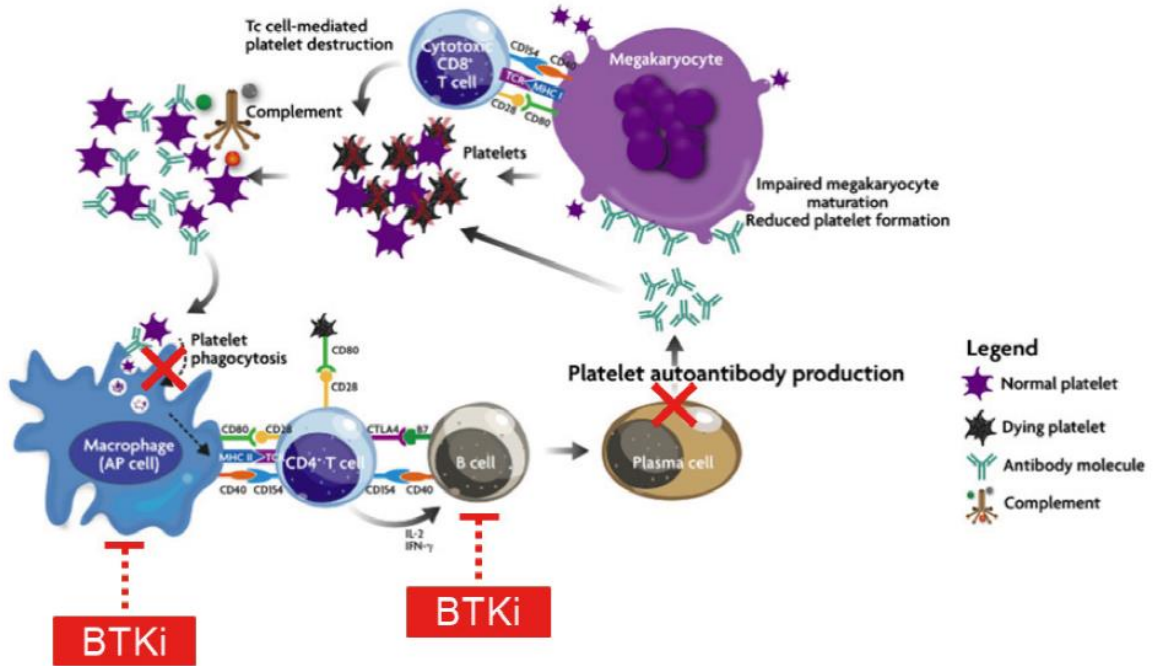 Tc cell-mediated
platelet destruction
Cytotoxic
CD8+
T cell
CD154
CD40
TCR
MHC I
CD28
CD80
Megakaryocyte
Complement
Platelets
Impaired megakaryocyte
maturation
Reduced platelet formation
Platelet
phagocytosis
CD80
CD28
Platelet autoantibody production
Macrophage
(AP cell)
CD80
CD28
MHC II
TCR
CD40
CD154
CD4+ T cell
CTLA4
B7
CD154
CD40
B cell
IL-2
IFN-γ
Plasma cell
Legend
Normal platelet
Dying platelet
Antibody molecule
Complement
BTKi
BTKi